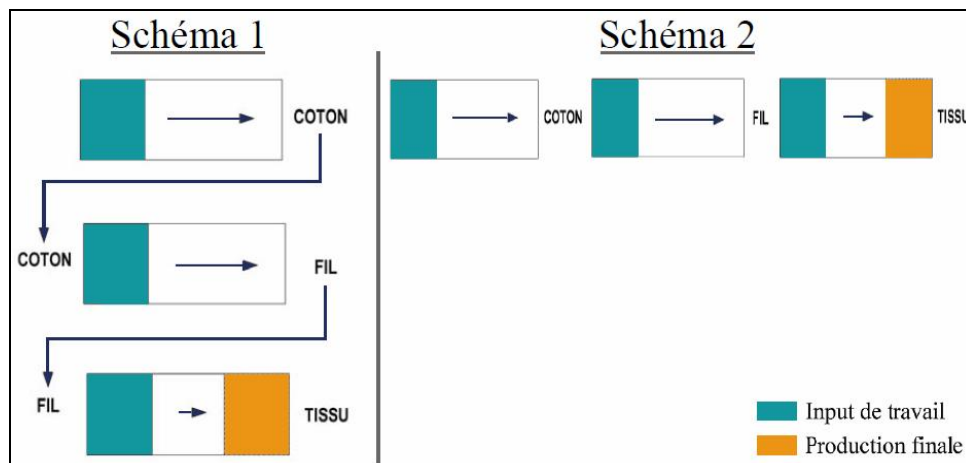 Schéma 1
COTON
COTON
FIL
FIL
TISSU
Schéma 2
COTON
FIL
TISSU
Input de travail
Production finale